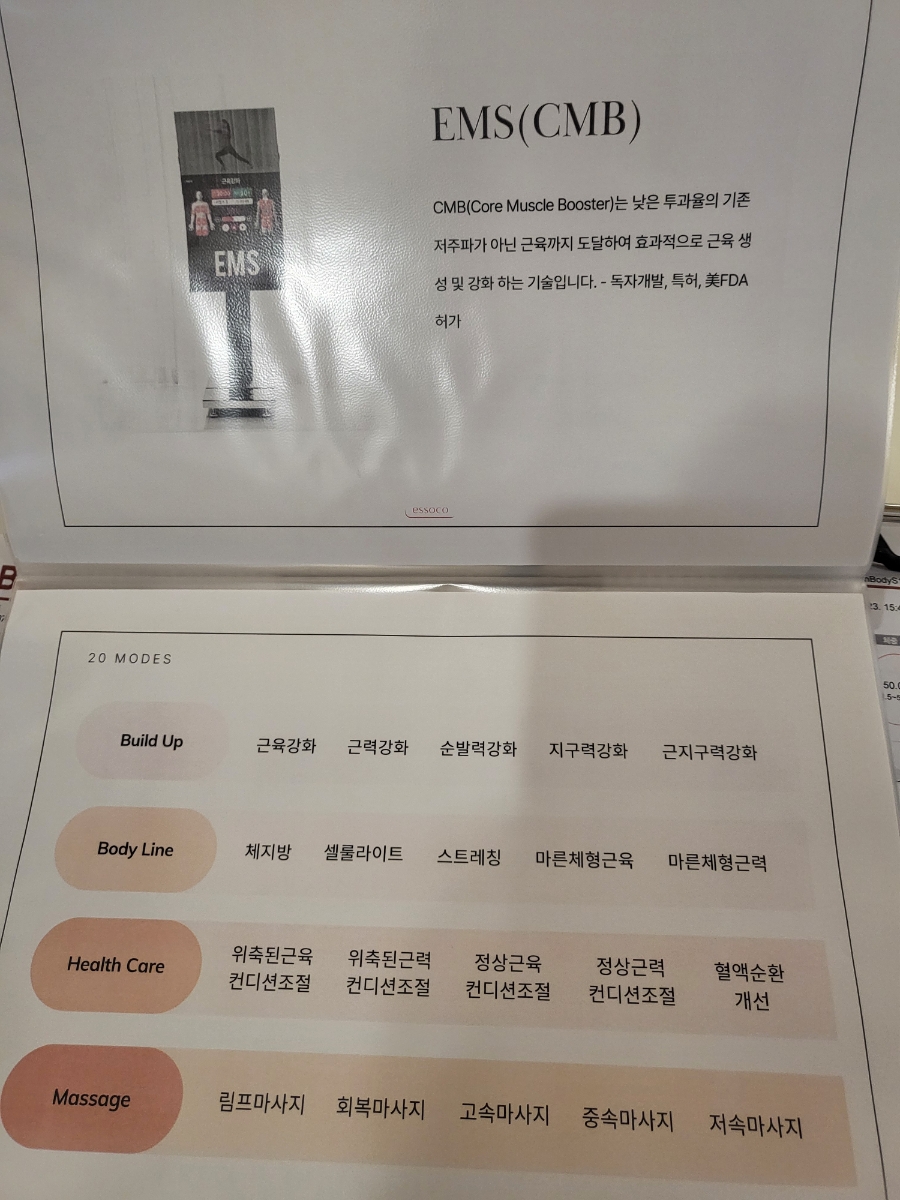 EMS(CMB)
CMB(Core Muscle Booster)는 낮은 투과율의 기존
저주파가 아닌 근육까지 도달하여 효과적으로 근육 생
성 및 강화 하는 기술입니다. - 독자개발, 특허, 美FDA
허가
근육강화
EMS
essoco
20 MODES
Build Up 근육강화 근력강화 순발력강화 지구력강화 근지구력강화
Body Line 체지방 셀룰라이트 스트레칭 마른체형근육 마른체형근력
Health Care 위축된근육 위축된근력 정상근육 정상근력 혈액순환
컨디션조절 컨디션조절 컨디션조절 컨디션조절 개선
Massage 림프마사지 회복마사지 고속마사지 중속마사지 저속마사지